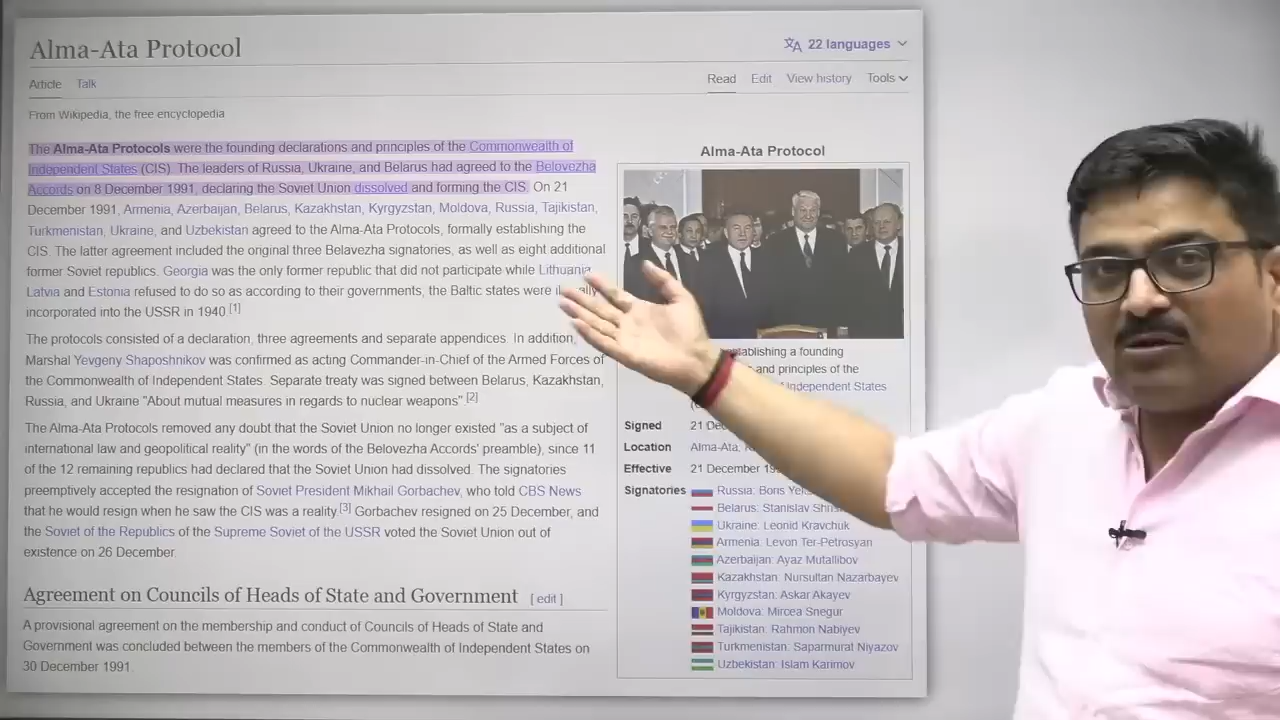 Alma-Ata Protocol
22 languages
Article Talk
Read Edit View history Tools
From Wikipedia, the free encyclopedia
The Alma-Ata Protocols were the founding declarations and principles of the Commonwealth of
Independent States (CIS). The leaders of Russia, Ukraine, and Belarus had agreed to the Belovezha
Accords on 8 December 1991, declaring the Soviet Union dissolved and forming the CIS. On 21
December 1991, Armenia, Azerbaijan, Belarus, Kazakhstan, Kyrgyzstan, Moldova, Russia, Tajikistan,
Turkmenistan, Ukraine, and Uzbekistan agreed to the Alma-Ata Protocols, formally establishing the
CIS. The latter agreement included the original three Belavezha signatories, as well as eight additional
former Soviet republics. Georgia was the only former republic that did not participate while Lithuania,
Latvia and Estonia refused to do so as according to their governments, the Baltic states were
incorporated into the USSR in 1940.[1]
The protocols consisted of a declaration, three agreements and separate appendices. In addition,
Marshal Yevgeny Shaposhnikov was confirmed as acting Commander-in-Chief of the Armed Forces of
the Commonwealth of Independent States. Separate treaty was signed between Belarus, Kazakhstan,
Russia, and Ukraine "About mutual measures in regards to nuclear weapons".[2]
The Alma-Ata Protocols removed any doubt that the Soviet Union no longer existed "as a subject of
international law and geopolitical reality" (in the words of the Belovezha Accords' preamble), since 11
of the 12 remaining republics had declared that the Soviet Union had dissolved. The signatories
preemptively accepted the resignation of Soviet President Mikhail Gorbachev, who told CBS News
that he would resign when he saw the CIS was a reality.[3] Gorbachev resigned on 25 December, and
the Soviet of the Republics of the Supreme Soviet of the USSR voted the Soviet Union out of
existence on 26 December.
Agreement on Councils of Heads of State and Government [ edit ]
A provisional agreement on the membership and conduct of Councils of Heads of State and
Government was concluded between the members of the Commonwealth of Independent States on
30 December 1991.
Alma-Ata Protocol
establishing a founding
and principles of the
Independent States
Signed 21
Location Alma-Ata,
Effective 21 December
Signatories Russia: Boris
Belarus: Stanislav
Ukraine: Leonid Kravchuk
Armenia: Levon Ter-Petrosyan
Azerbaijan: Ayaz Mutallibov
Kazakhstan: Nursultan Nazarbayev
Kyrgyzstan: Askar Akayev
Moldova: Mircea Snegur
Tajikistan: Rahmon Nabiyev
Turkmenistan: Saparmurat Niyazov
Uzbekistan: Islam Karimov